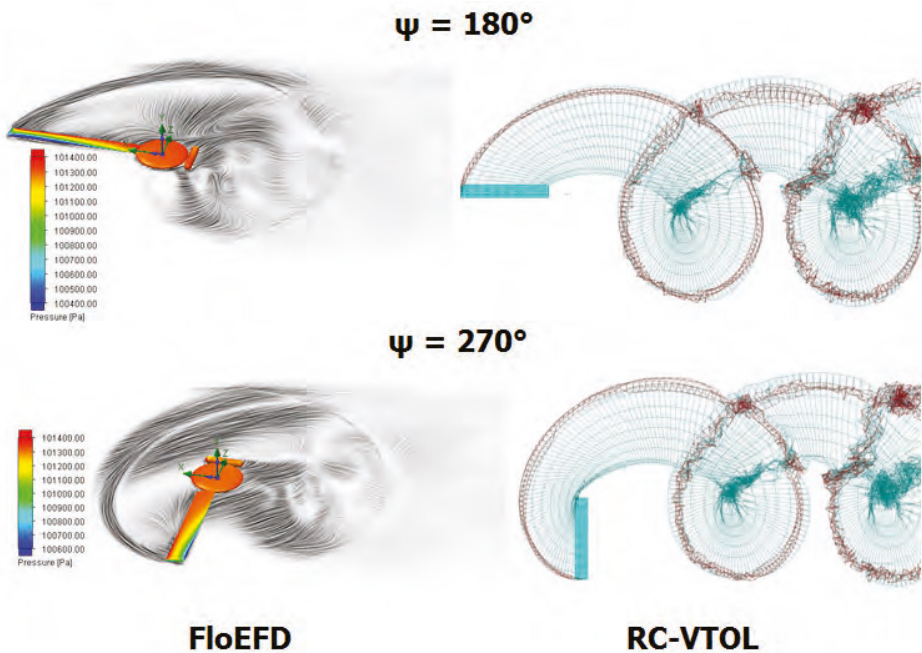 ψ = 180°
101400.00
101300.00
101200.00
101100.00
101000.00
100900.00
100800.00
100700.00
100600.00
100500.00
100400.00
Pressure [Pa]
Z
ψ = 270°
101400.00
101300.00
101200.00
101100.00
101000.00
100900.00
100800.00
100700.00
100600.00
Pressure [Pa]
X
Z
FloEFD
RC-VTOL